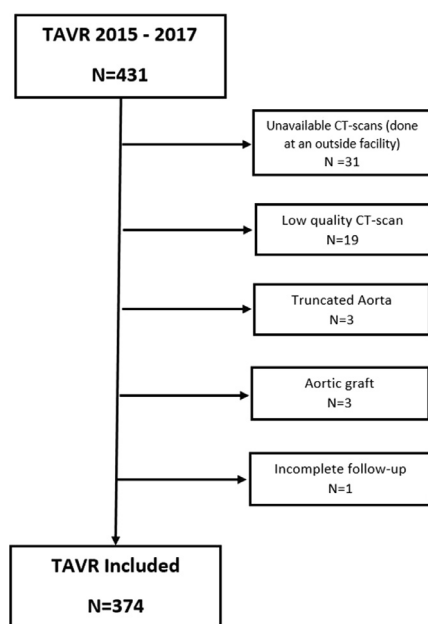 TAVR 2015 - 2017
N=431
Unavailable CT-scans (done
at an outside facility)
N =31
Low quality CT-scan
N=19
Truncated Aorta
N=3
Aortic graft
N=3
Incomplete follow-up
N=1
TAVR Included
N=374